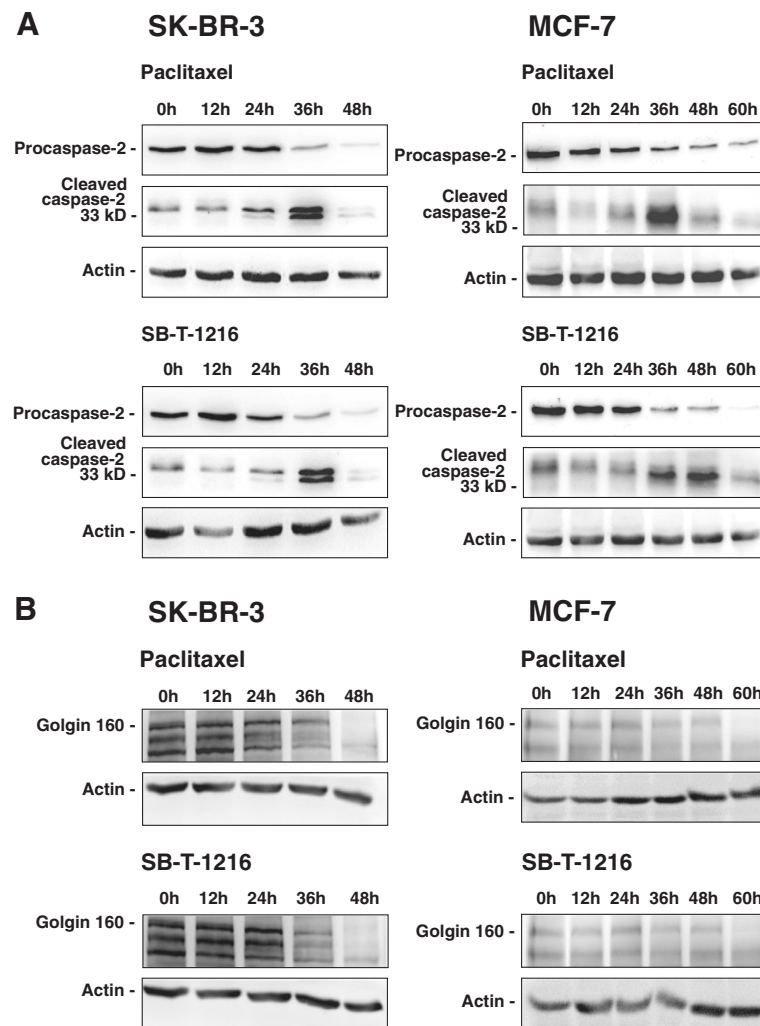 A
SK-BR-3
MCF-7
Paclitaxel
Paclitaxel
0h 12h 24h 36h 48h
0h 12h 24h 36h 48h 60h
Procaspase-2 -
Procaspase-2 -
Cleaved
caspase-2
33 kD -
Cleaved
caspase-2
33 kD -
Actin -
Actin -
SB-T-1216
SB-T-1216
0h 12h 24h 36h 48h
0h 12h 24h 36h 48h 60h
Procaspase-2 -
Procaspase-2 -
Cleaved
caspase-2
33 kD -
Cleaved
caspase-2
33 kD -
Actin -
Actin -
B
SK-BR-3
MCF-7
Paclitaxel
Paclitaxel
0h 12h 24h 36h 48h
0h 12h 24h 36h 48h 60h
Golgin 160 -
Golgin 160 -
Actin -
Actin -
SB-T-1216
SB-T-1216
0h 12h 24h 36h 48h
0h 12h 24h 36h 48h 60h
Golgin 160 -
Golgin 160 -
Actin -
Actin -